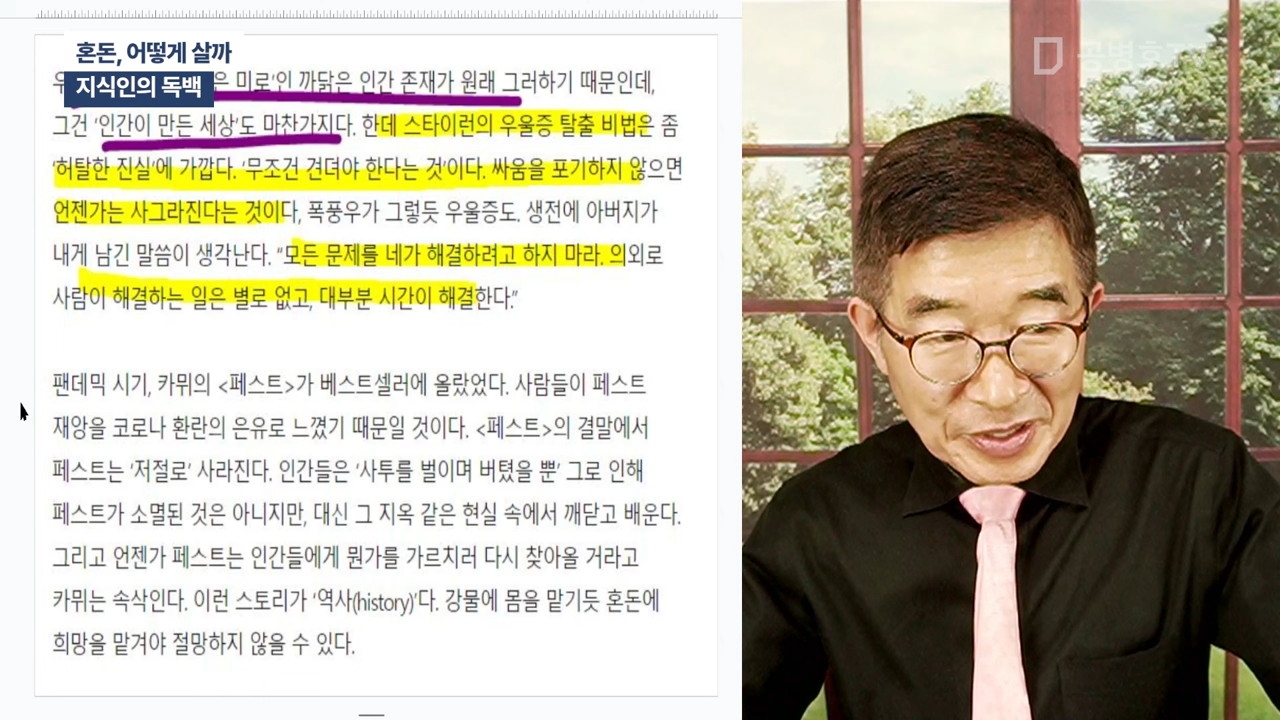 혼돈, 어떻게 살까
지식인의 독백
은 미로'인 까닭은 인간 존재가 원래 그러하기 때문인데,
그건 '인간이 만든 세상'도 마찬가지다. 한데 스타이런의 우울증 탈출 비법은 좀
'허탈한 진실'에 가깝다. '무조건 견뎌야 한다는 것'이다. 싸움을 포기하지 않으면
언젠가는 사그라진다는 것이다, 폭풍우가 그렇듯 우울증도. 생전에 아버지가
내게 남긴 말씀이 생각난다. “모든 문제를 네가 해결하려고 하지 마라. 의외로
사람이 해결하는 일은 별로 없고, 대부분 시간이 해결한다.”
팬데믹 시기, 카뮈의 <페스트>가 베스트셀러에 올랐었다. 사람들이 페스트
재앙을 코로나 환란의 은유로 느꼈기 때문일 것이다. <페스트>의 결말에서
페스트는 '저절로' 사라진다. 인간들은 '사투를 벌이며 버텼을 뿐' 그로 인해
페스트가 소멸된 것은 아니지만, 대신 그 지옥 같은 현실 속에서 깨닫고 배운다.
그리고 언젠가 페스트는 인간들에게 뭔가를 가르치러 다시 찾아올 거라고
카뮈는 속삭인다. 이런 스토리가 '역사(history)'다. 강물에 몸을 맡기듯 혼돈에
희망을 맡겨야 절망하지 않을 수 있다.